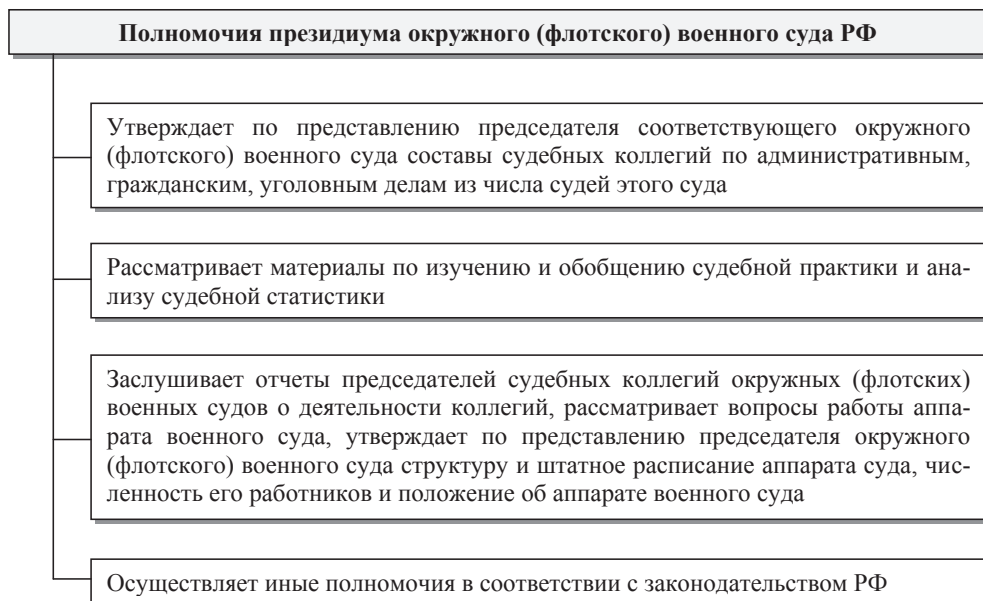 Полномочия президиума окружного (флотского) военного суда РФ
Утверждает по представлению председателя соответствующего окружного
(флотского) военного суда составы судебных коллегий по административным,
гражданским, уголовным делам из числа судей этого суда
Рассматривает материалы по изучению и обобщению судебной практики и ана-
лизу судебной статистики
Заслушивает отчеты председателей судебных коллегий окружных (флотских)
военных судов о деятельности коллегий, рассматривает вопросы работы аппа-
рата военного суда, утверждает по представлению председателя окружного
(флотского) военного суда структуру и штатное расписание аппарата суда, чис-
ленность его работников и положение об аппарате военного суда
Осуществляет иные полномочия в соответствии с законодательством РФ